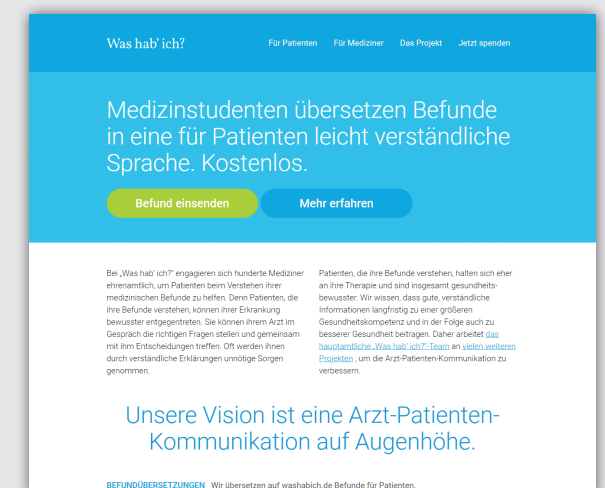 Was hab' ich?
Für Patienten Für Mediziner Das Projekt Jetzt spenden
Medizinstudenten übersetzen Befunde
in eine für Patienten leicht verständliche
Sprache. Kostenlos.
Befund einsenden Mehr erfahren
Bei „Was hab' ich?" engagieren sich hunderte Mediziner
ehrenamtlich, um Patienten beim Verstehen ihrer
medizinischen Befunde zu helfen. Denn Patienten, die
ihre Befunde verstehen, können ihrer Erkrankung
bewusster entgegentreten. Sie können ihrem Arzt im
Gespräch die richtigen Fragen stellen und gemeinsam
mit ihm Entscheidungen treffen. Oft werden ihnen
durch verständliche Erklärungen unnötige Sorgen
genommen.
Patienten, die ihre Befunde verstehen, halten sich eher
an ihre Therapie und sind insgesamt gesundheits-
bewusster. Wir wissen, dass gute, verständliche
Informationen langfristig zu einer größeren
Gesundheitskompetenz und in der Folge auch zu
besserer Gesundheit beitragen. Daher arbeitet das
hauptamtliche „Was hab' ich?"-Team an vielen weiteren
Projekten , um die Arzt-Patienten-Kommunikation zu
verbessern.
Unsere Vision ist eine Arzt-Patienten-
Kommunikation auf Augenhöhe.
BEFUNDÜBERSETZUNGEN Wir übersetzen auf washabich.de Befunde für Patienten.